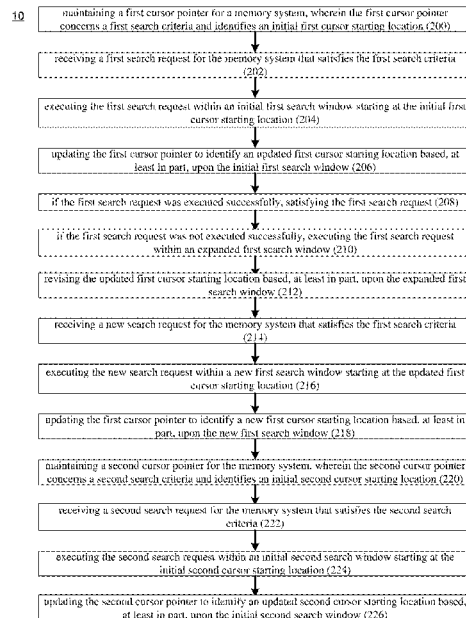 10
maintaining a first cursor pointer for a memory system, wherein the first cursor pointer
concerns a first search criteria and identifies an initial first cursor starting location (200)
receiving a first search request for the memory system that satisfies the first search criteria
(202)
executing the first search request within an initial first search window starting at the initial first
cursor starting location (204)
updating the first cursor pointer to identify an updated first cursor starting location based, at
least in part, upon the initial first search window (206)
if the first search request was executed successfully, satisfying the first search request (208)
if the first search request was not executed successfully, executing the first search request
within an expanded first search window (210)
revising the updated first cursor starting location based, at least in part, upon the expanded first
search window (212)
receiving a new search request for the memory system that satisfies the first search criteria
(214)
executing the new search request within a new first search window starting at the updated first
cursor starting location (216)
updating the first cursor pointer to identify a new first cursor starting location based, at least in
part, upon the new first search window (218)
maintaining a second cursor pointer for the memory system, wherein the second cursor pointer
concerns a second search criteria and identifies an initial second cursor starting location (220)
receiving a second search request for the memory system that satisfies the second search
criteria (222)
executing the second search request within an initial second search window starting at the
initial second cursor starting location (224)
updating the second cursor pointer to identify an updated second cursor starting location based,
at least in part, upon the initial second search window (226)